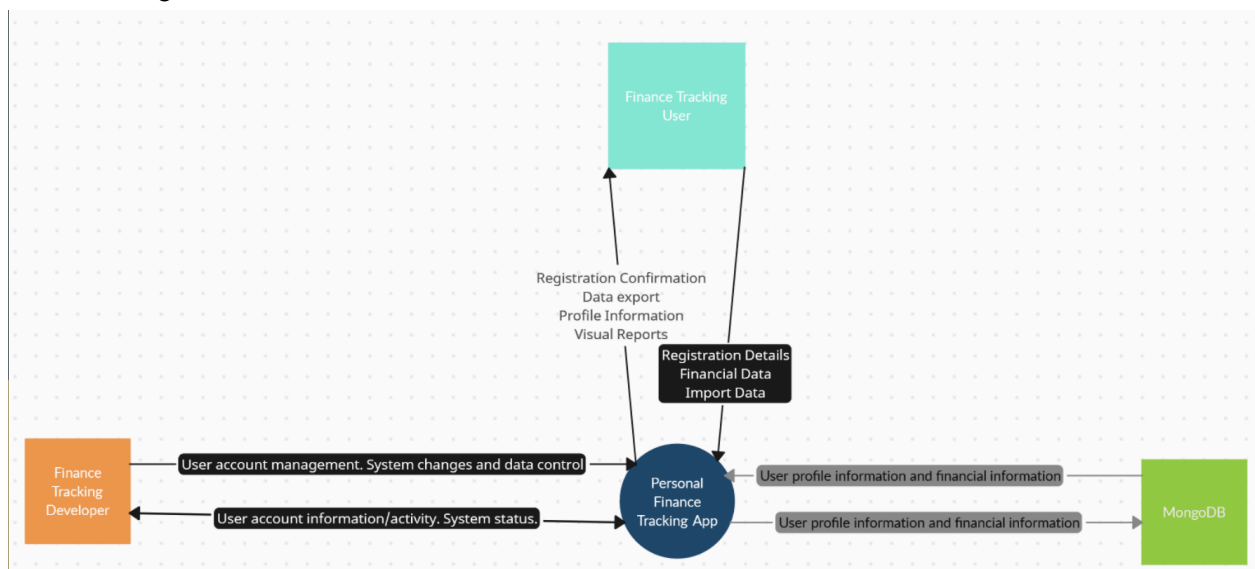 Finance Tracking
User
Registration Confirmation
Data export
Profile Information
Visual Reports
Registration Details
Financial Data
Import Data
Finance
Tracking
Developer
User account management. System changes and data control
User account information/activity. System status.
Personal
Finance
Tracking App
User profile information and financial information
User profile information and financial information
MongoDB